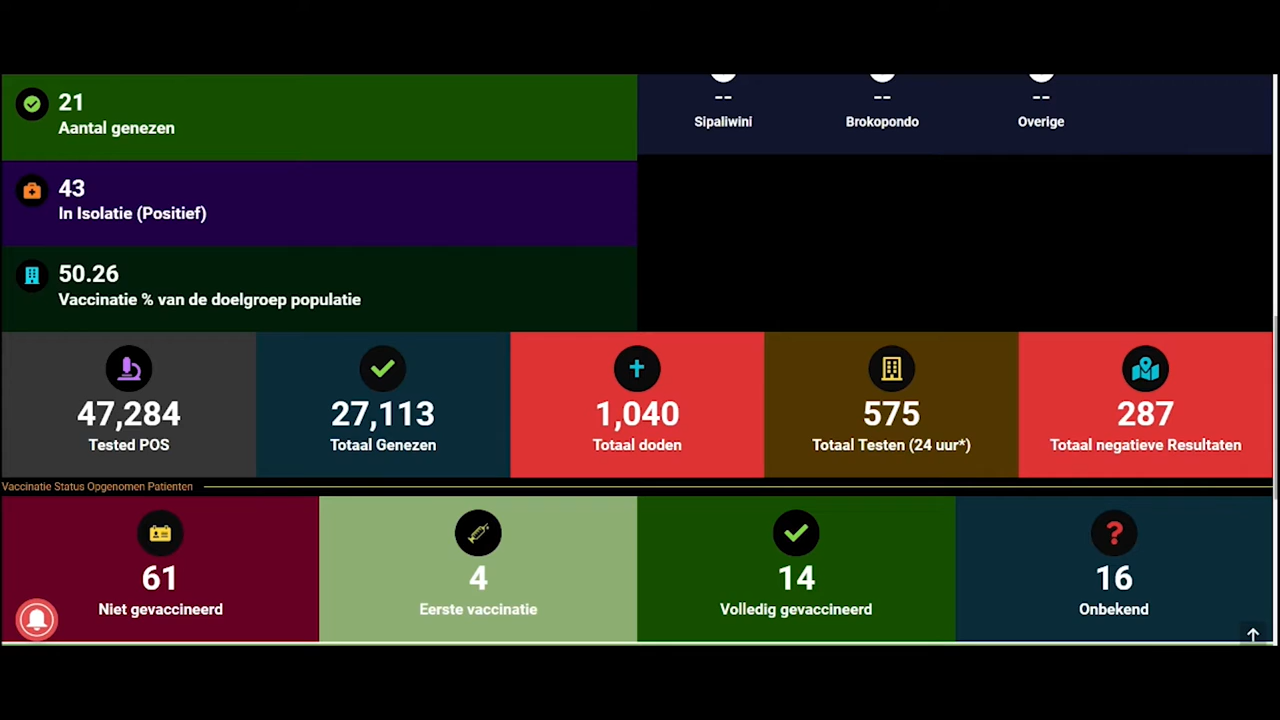 21
Aantal genezen
-- -- --
Sipaliwini Brokopondo Overige
43
In Isolatie (Positief)
50.26
Vaccinatie % van de doelgroep populatie
47,284 27,113 1,040 575 287
Tested POS Totaal Genezen Totaal doden Totaal Testen (24 uur*) Totaal negatieve Resultaten
Vaccinatie Status Opgenomen Patienten
61 4 14 16
Niet gevaccineerd Eerste vaccinatie Volledig gevaccineerd Onbekend